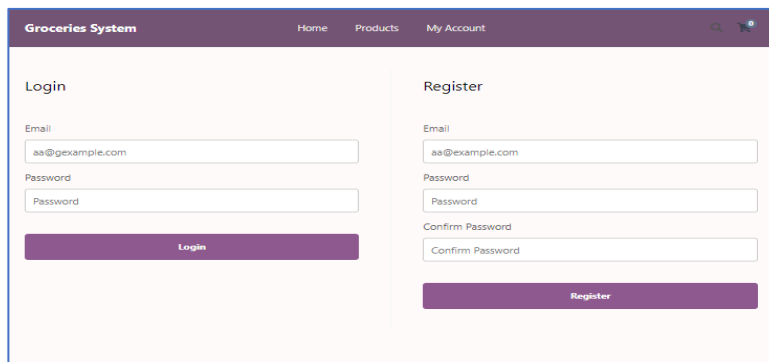 Groceries System Home Products My Account 0
Login
Email
aa@gexample.com
Password
Password
Login
Register
Email
aa@example.com
Password
Password
Confirm Password
Confirm Password
Register